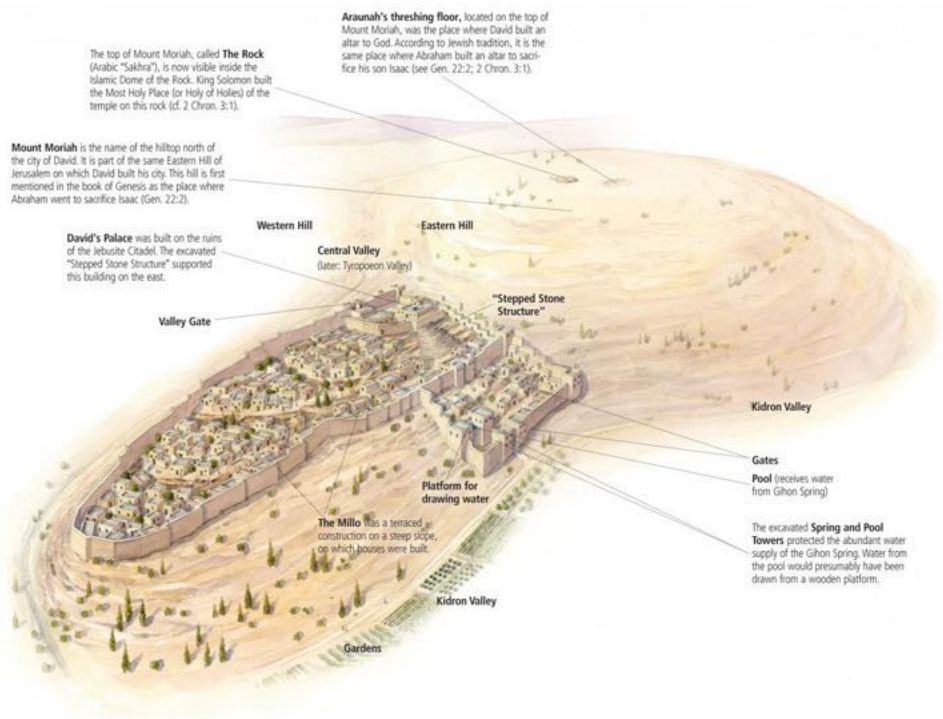 Araunah's threshing floor, located on the top of
Mount Moriah, was the place where David built an
altar to God. According to Jewish tradition, it is the
same place where Abraham built an altar to sacri-
fice his son Isaac (see Gen. 22:2; 2 Chron. 3:1).
The top of Mount Moriah, called The Rock
(Arabic "Sakhra"), is now visible inside the
Islamic Dome of the Rock. King Solomon built
the Most Holy Place (or Holy of Holies) of the
temple on this rock (cf. 2 Chron. 3:1).
Mount Moriah is the name of the hilltop north of
the city of David. It is part of the same Eastern Hill of
Jerusalem on which David built his city. This hill is first
mentioned in the book of Genesis as the place where
Abraham went to sacrifice Isaac (Gen. 22:2).
Western Hill
Eastern Hill
David's Palace was built on the ruins
of the Jebusite Citadel. The excavated
"Stepped Stone Structure" supported
this building on the east.
Central Valley
(later: Tyropoeon Valley)
"Stepped Stone
Structure"
Valley Gate
Kidron Valley
Gates
Pool (receives water
from Gihon Spring)
Platform for
drawing water
The Millo was a terraced
construction on a steep slope,
on which houses were built.
The excavated Spring and Pool
Towers protected the abundant water
supply of the Gihon Spring. Water from
the pool would presumably have been
drawn from a wooden platform.
Kidron Valley
Gardens